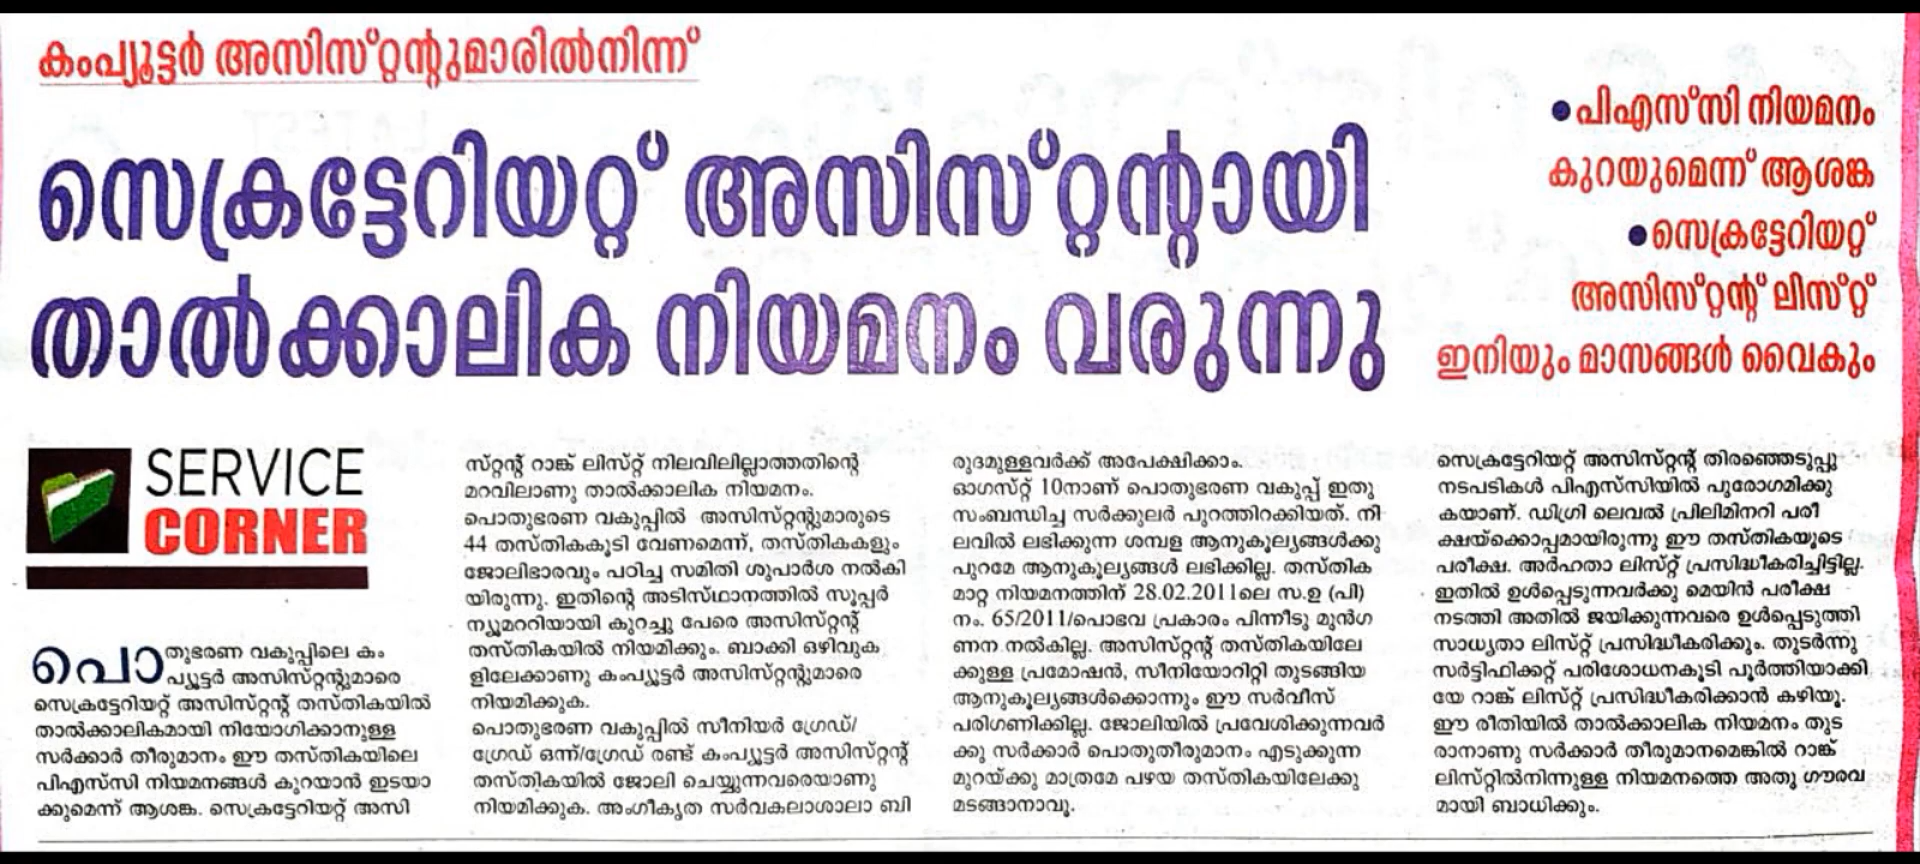 കംപ്യൂട്ടർ അസിസ്റ്റന്റുമാരിൽനിന്ന്
സെക്രട്ടേറിയറ്റ് അസിസ്റ്റന്റായി
താൽക്കാലിക നിയമനം വരുന്നു
•പിഎസ്‌സി നിയമനം
കുറയുമെന്ന് ആശങ്ക
•സെക്രട്ടേറിയറ്റ്
അസിസ്റ്റന്റ് ലിസ്റ്റ്
ഇനിയും മാസങ്ങൾ വൈകും
SERVICE
CORNER
പൊതുഭരണ വകുപ്പിലെ കം
പ്യൂട്ടർ അസിസ്റ്റന്റുമാരെ
സെക്രട്ടേറിയറ്റ് അസിസ്റ്റന്റ് തസ്തികയിൽ
താൽക്കാലികമായി നിയോഗിക്കാനുള്ള
സർക്കാർ തീരുമാനം ഈ തസ്തികയിലെ
പിഎസ്‌സി നിയമനങ്ങൾ കുറയാൻ ഇടയാ
ക്കുമെന്ന് ആശങ്ക. സെക്രട്ടേറിയറ്റ് അസി
സ്റ്റന്റ് റാങ്ക് ലിസ്റ്റ് നിലവിലില്ലാത്തതിന്റെ
മറവിലാണു താൽക്കാലിക നിയമനം.
പൊതുഭരണ വകുപ്പിൽ അസിസ്റ്റന്റുമാരുടെ
44 തസ്തികകൂടി വേണമെന്ന്, തസ്തികകളും
ജോലിഭാരവും പഠിച്ച സമിതി ശുപാർശ നൽകി
യിരുന്നു. ഇതിന്റെ അടിസ്ഥാനത്തിൽ സൂപ്പർ
ന്യൂമററിയായി കുറച്ചു പേരെ അസിസ്റ്റന്റ്
തസ്തികയിൽ നിയമിക്കും. ബാക്കി ഒഴിവുക
ളിലേക്കാണു കംപ്യൂട്ടർ അസിസ്റ്റന്റുമാരെ
നിയമിക്കുക.
പൊതുഭരണ വകുപ്പിൽ സീനിയർ ഗ്രേഡ്/
ഗ്രേഡ് ഒന്ന്/ഗ്രേഡ് രണ്ട് കംപ്യൂട്ടർ അസിസ്റ്റന്റ്
തസ്തികയിൽ ജോലി ചെയ്യുന്നവരെയാണു
നിയമിക്കുക. അംഗീകൃത സർവകലാശാലാ ബി
രുദമുള്ളവർക്ക് അപേക്ഷിക്കാം.
ഓഗസ്റ്റ് 10നാണ് പൊതുഭരണ വകുപ്പ് ഇതു
സംബന്ധിച്ച സർക്കുലർ പുറത്തിറക്കിയത്. നി
ലവിൽ ലഭിക്കുന്ന ശമ്പള ആനുകൂല്യങ്ങൾക്കു
പുറമേ ആനുകൂല്യങ്ങൾ ലഭിക്കില്ല. തസ്തിക
മാറ്റ നിയമനത്തിന് 28.02.2011ലെ സ.ഉ (പി)
നം. 65/2011/പൊഭവ പ്രകാരം പിന്നീടു മുൻഗ
ണന നൽകില്ല. അസിസ്റ്റന്റ് തസ്തികയിലേ
ക്കുള്ള പ്രമോഷൻ, സീനിയോറിറ്റി തുടങ്ങിയ
ആനുകൂല്യങ്ങൾക്കൊന്നും ഈ സർവീസ്
പരിഗണിക്കില്ല. ജോലിയിൽ പ്രവേശിക്കുന്നവർ
ക്കു സർക്കാർ പൊതുതീരുമാനം എടുക്കുന്ന
മുറയ്ക്കു മാത്രമേ പഴയ തസ്തികയിലേക്കു
മടങ്ങാനാവൂ.
സെക്രട്ടേറിയറ്റ് അസിസ്റ്റന്റ് തിരഞ്ഞെടുപ്പു
നടപടികൾ പിഎസ്‌സിയിൽ പുരോഗമിക്കു
കയാണ്. ഡിഗ്രി ലെവൽ പ്രിലിമിനറി പരീ
ക്ഷയ്ക്കൊപ്പമായിരുന്നു ഈ തസ്തികയുടെ
പരീക്ഷ. അർഹതാ ലിസ്റ്റ് പ്രസിദ്ധീകരിച്ചിട്ടില്ല.
ഇതിൽ ഉൾപ്പെടുന്നവർക്കു മെയിൻ പരീക്ഷ
നടത്തി അതിൽ ജയിക്കുന്നവരെ ഉൾപ്പെടുത്തി
സാധ്യതാ ലിസ്റ്റ് പ്രസിദ്ധീകരിക്കും. തുടർന്നു
സർട്ടിഫിക്കറ്റ് പരിശോധനകൂടി പൂർത്തിയാക്കി
യേ റാങ്ക് ലിസ്റ്റ് പ്രസിദ്ധീകരിക്കാൻ കഴിയൂ.
ഈ രീതിയിൽ താൽക്കാലിക നിയമനം തുട
രാനാണു സർക്കാർ തീരുമാനമെങ്കിൽ റാങ്ക്
ലിസ്റ്റിൽനിന്നുള്ള നിയമനത്തെ അതു ഗൗരവ
മായി ബാധിക്കും.